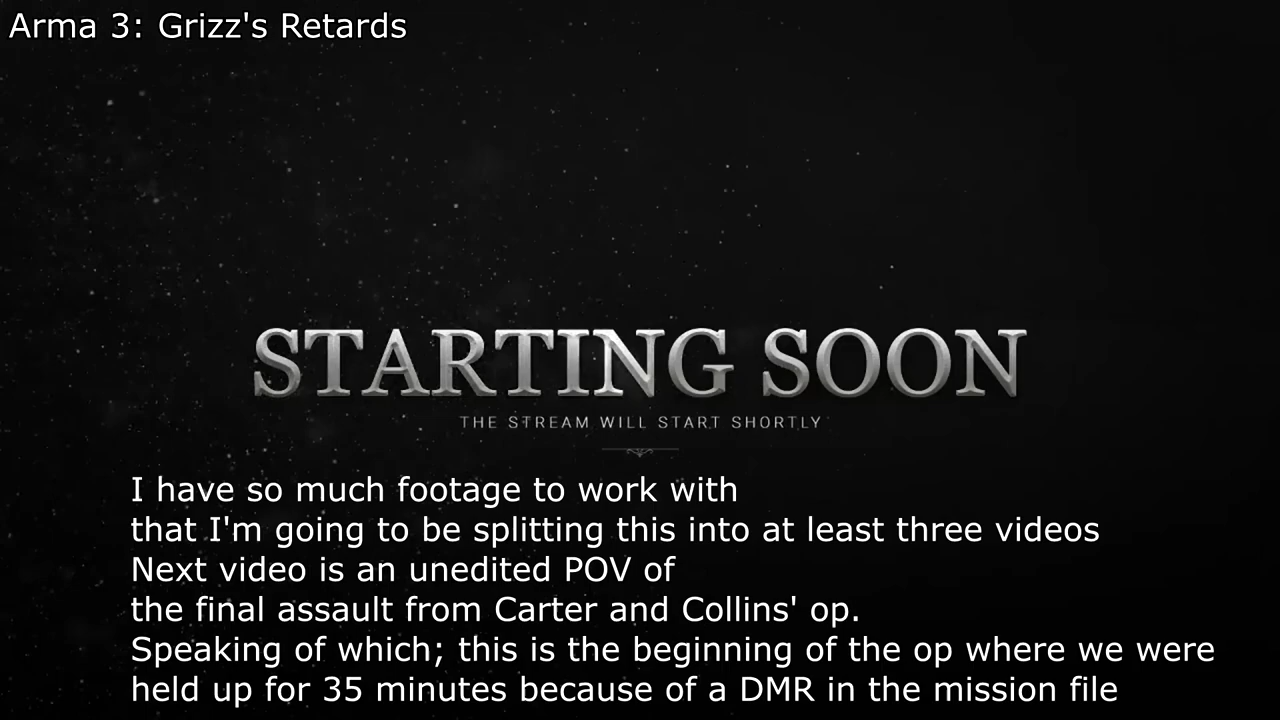 Arma 3: Grizz's Retards
STARTING SOON
THE STREAM WILL START SHORTLY
I have so much footage to work with
that I'm going to be splitting this into at least three videos
Next video is an unedited POV of
the final assault from Carter and Collins' op.
Speaking of which; this is the beginning of the op where we were
held up for 35 minutes because of a DMR in the mission file